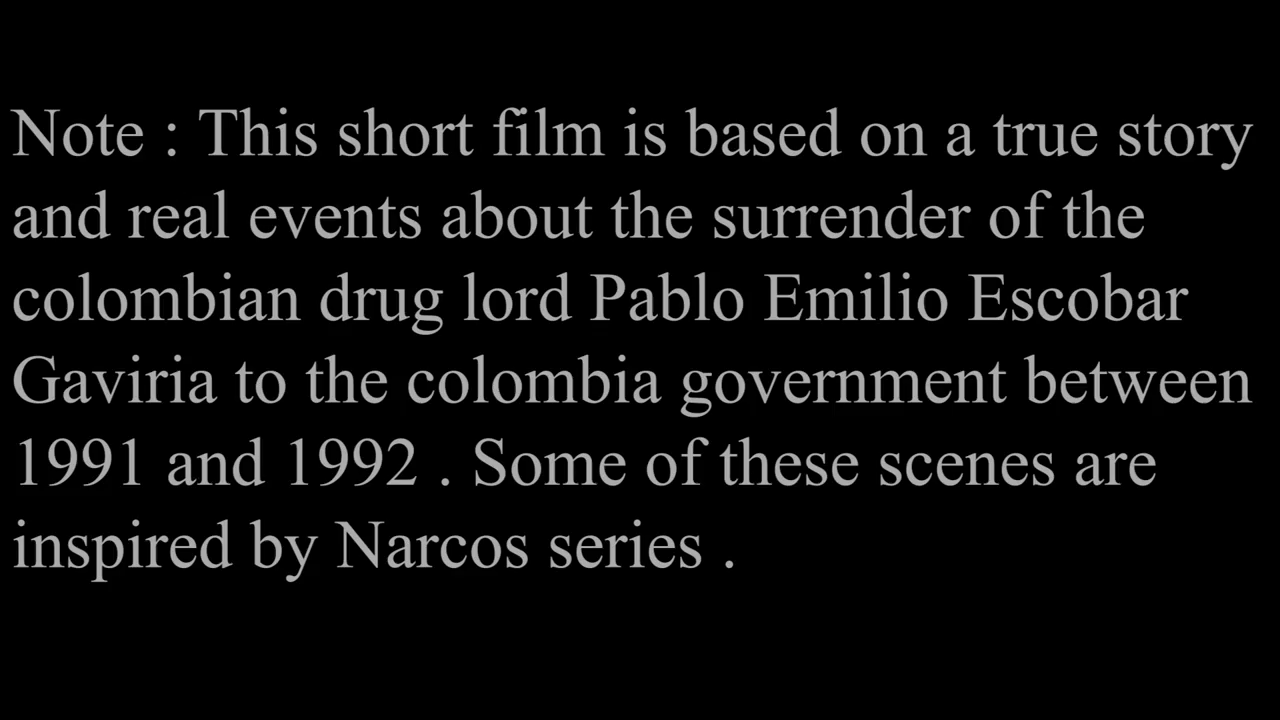 Note : This short film is based on a true story
and real events about the surrender of the
colombian drug lord Pablo Emilio Escobar
Gaviria to the colombia government between
1991 and 1992 . Some of these scenes are
inspired by Narcos series .